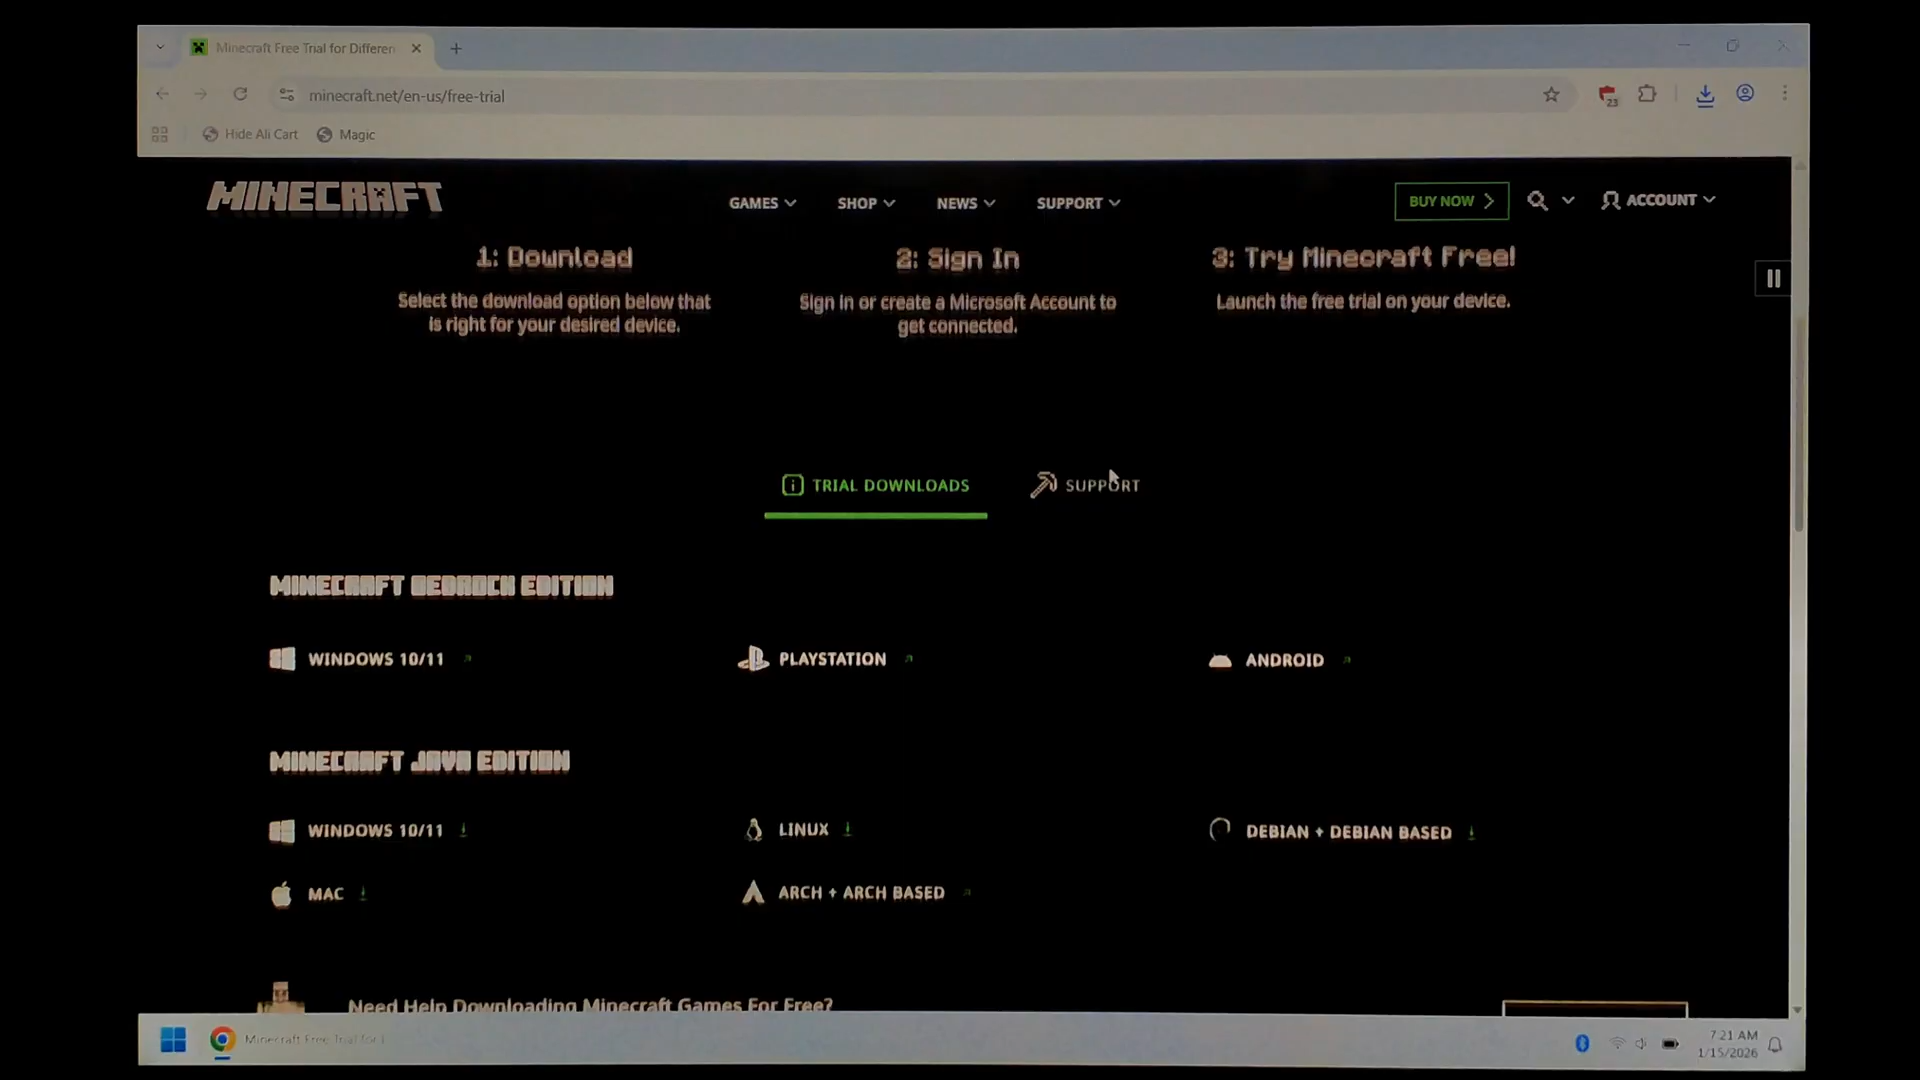 Minecraft Free Trial for Differen
minecraft.net/en-us/free-trial
23
Hide Ali Cart
Magic
MINECRAFT
GAMES
SHOP
NEWS
SUPPORT
BUY NOW
ACCOUNT
1: Download
Select the download option below that
is right for your desired device.
2: Sign In
Sign in or create a Microsoft Account to
get connected.
3: Try Minecraft Free!
Launch the free trial on your device.
TRIAL DOWNLOADS
SUPPORT
MINECRAFT BEDROCK EDITION
WINDOWS 10/11
PLAYSTATION
ANDROID
MINECRAFT JAVA EDITION
WINDOWS 10/11
LINUX
DEBIAN + DEBIAN BASED
MAC
ARCH + ARCH BASED
Need Help Downloading Minecraft Games For Free?
Minecraft Free Trial for
7:21 AM
1/15/2026